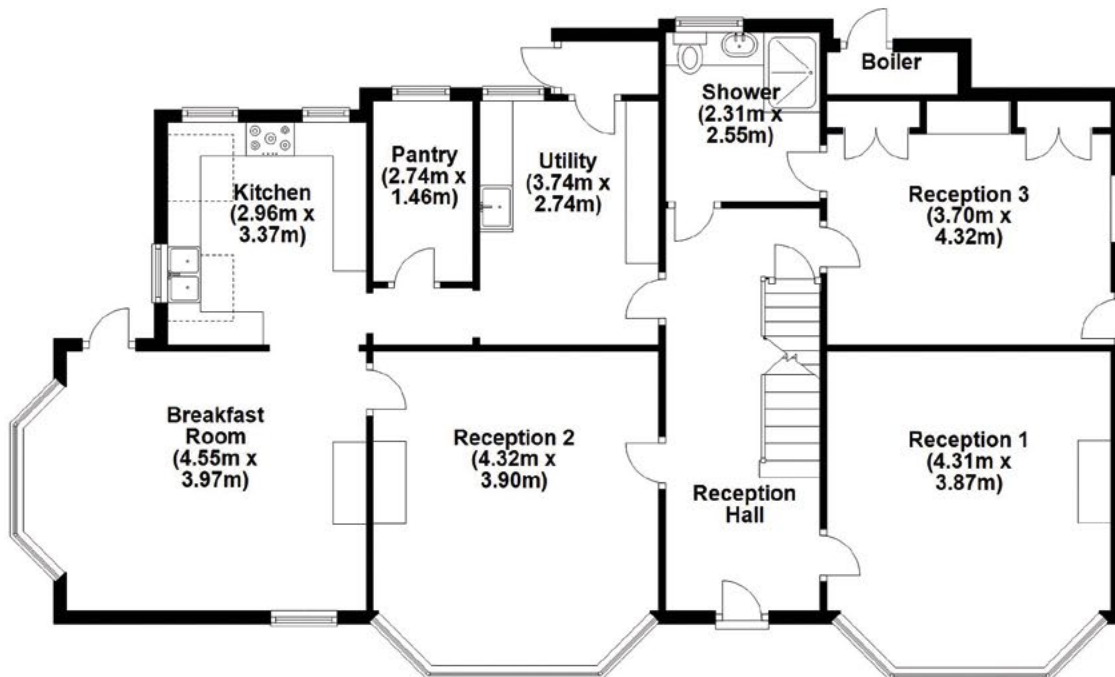 Boiler
Shower
(2.31m x
2.55m)
Pantry
(2.74m x
1.46m)
Utility
(3.74m x
2.74m)
Kitchen
(2.96m x
3.37m)
Reception 3
(3.70m x
4.32m)
Breakfast
Room
(4.55m x
3.97m)
Reception 2
(4.32m x
3.90m)
Reception
Hall
Reception 1
(4.31m x
3.87m)